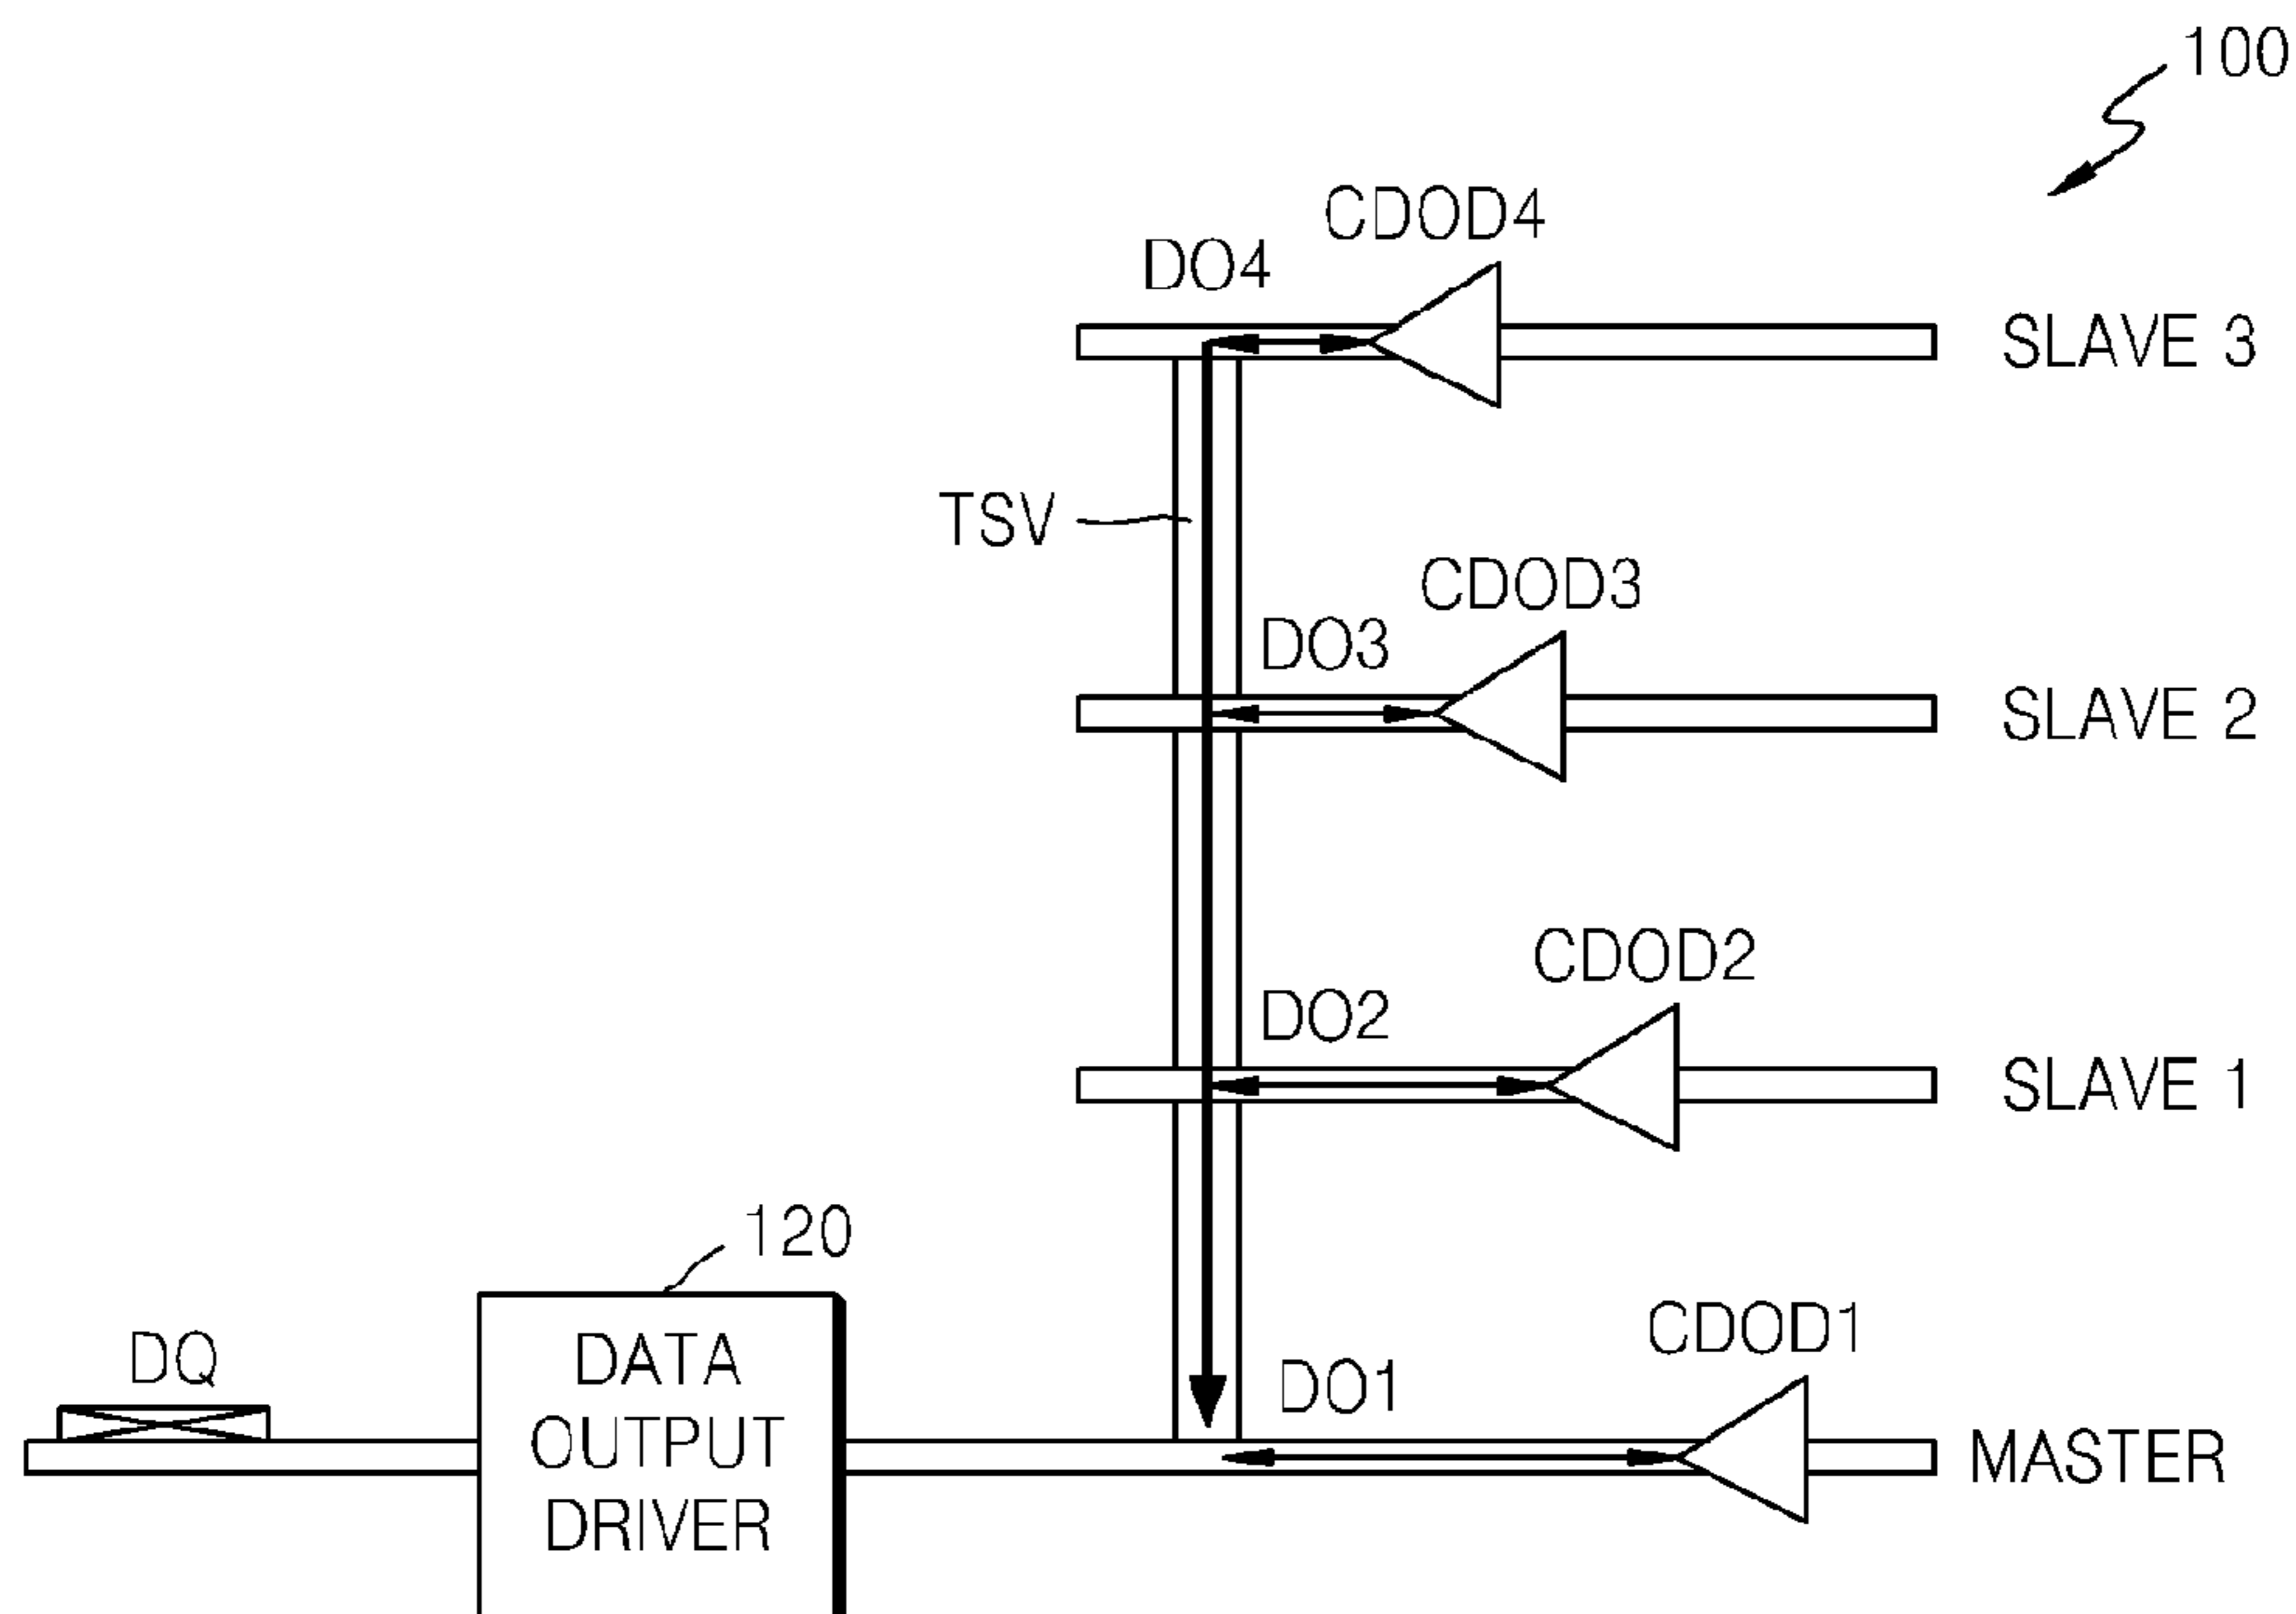 100
CDOD4
DO4
SLAVE 3
TSV
CDOD3
DO3
SLAVE 2
CDOD2
DO2
SLAVE 1
120
CDOD1
DQ
DATA
OUTPUT
DRIVER
DO1
MASTER